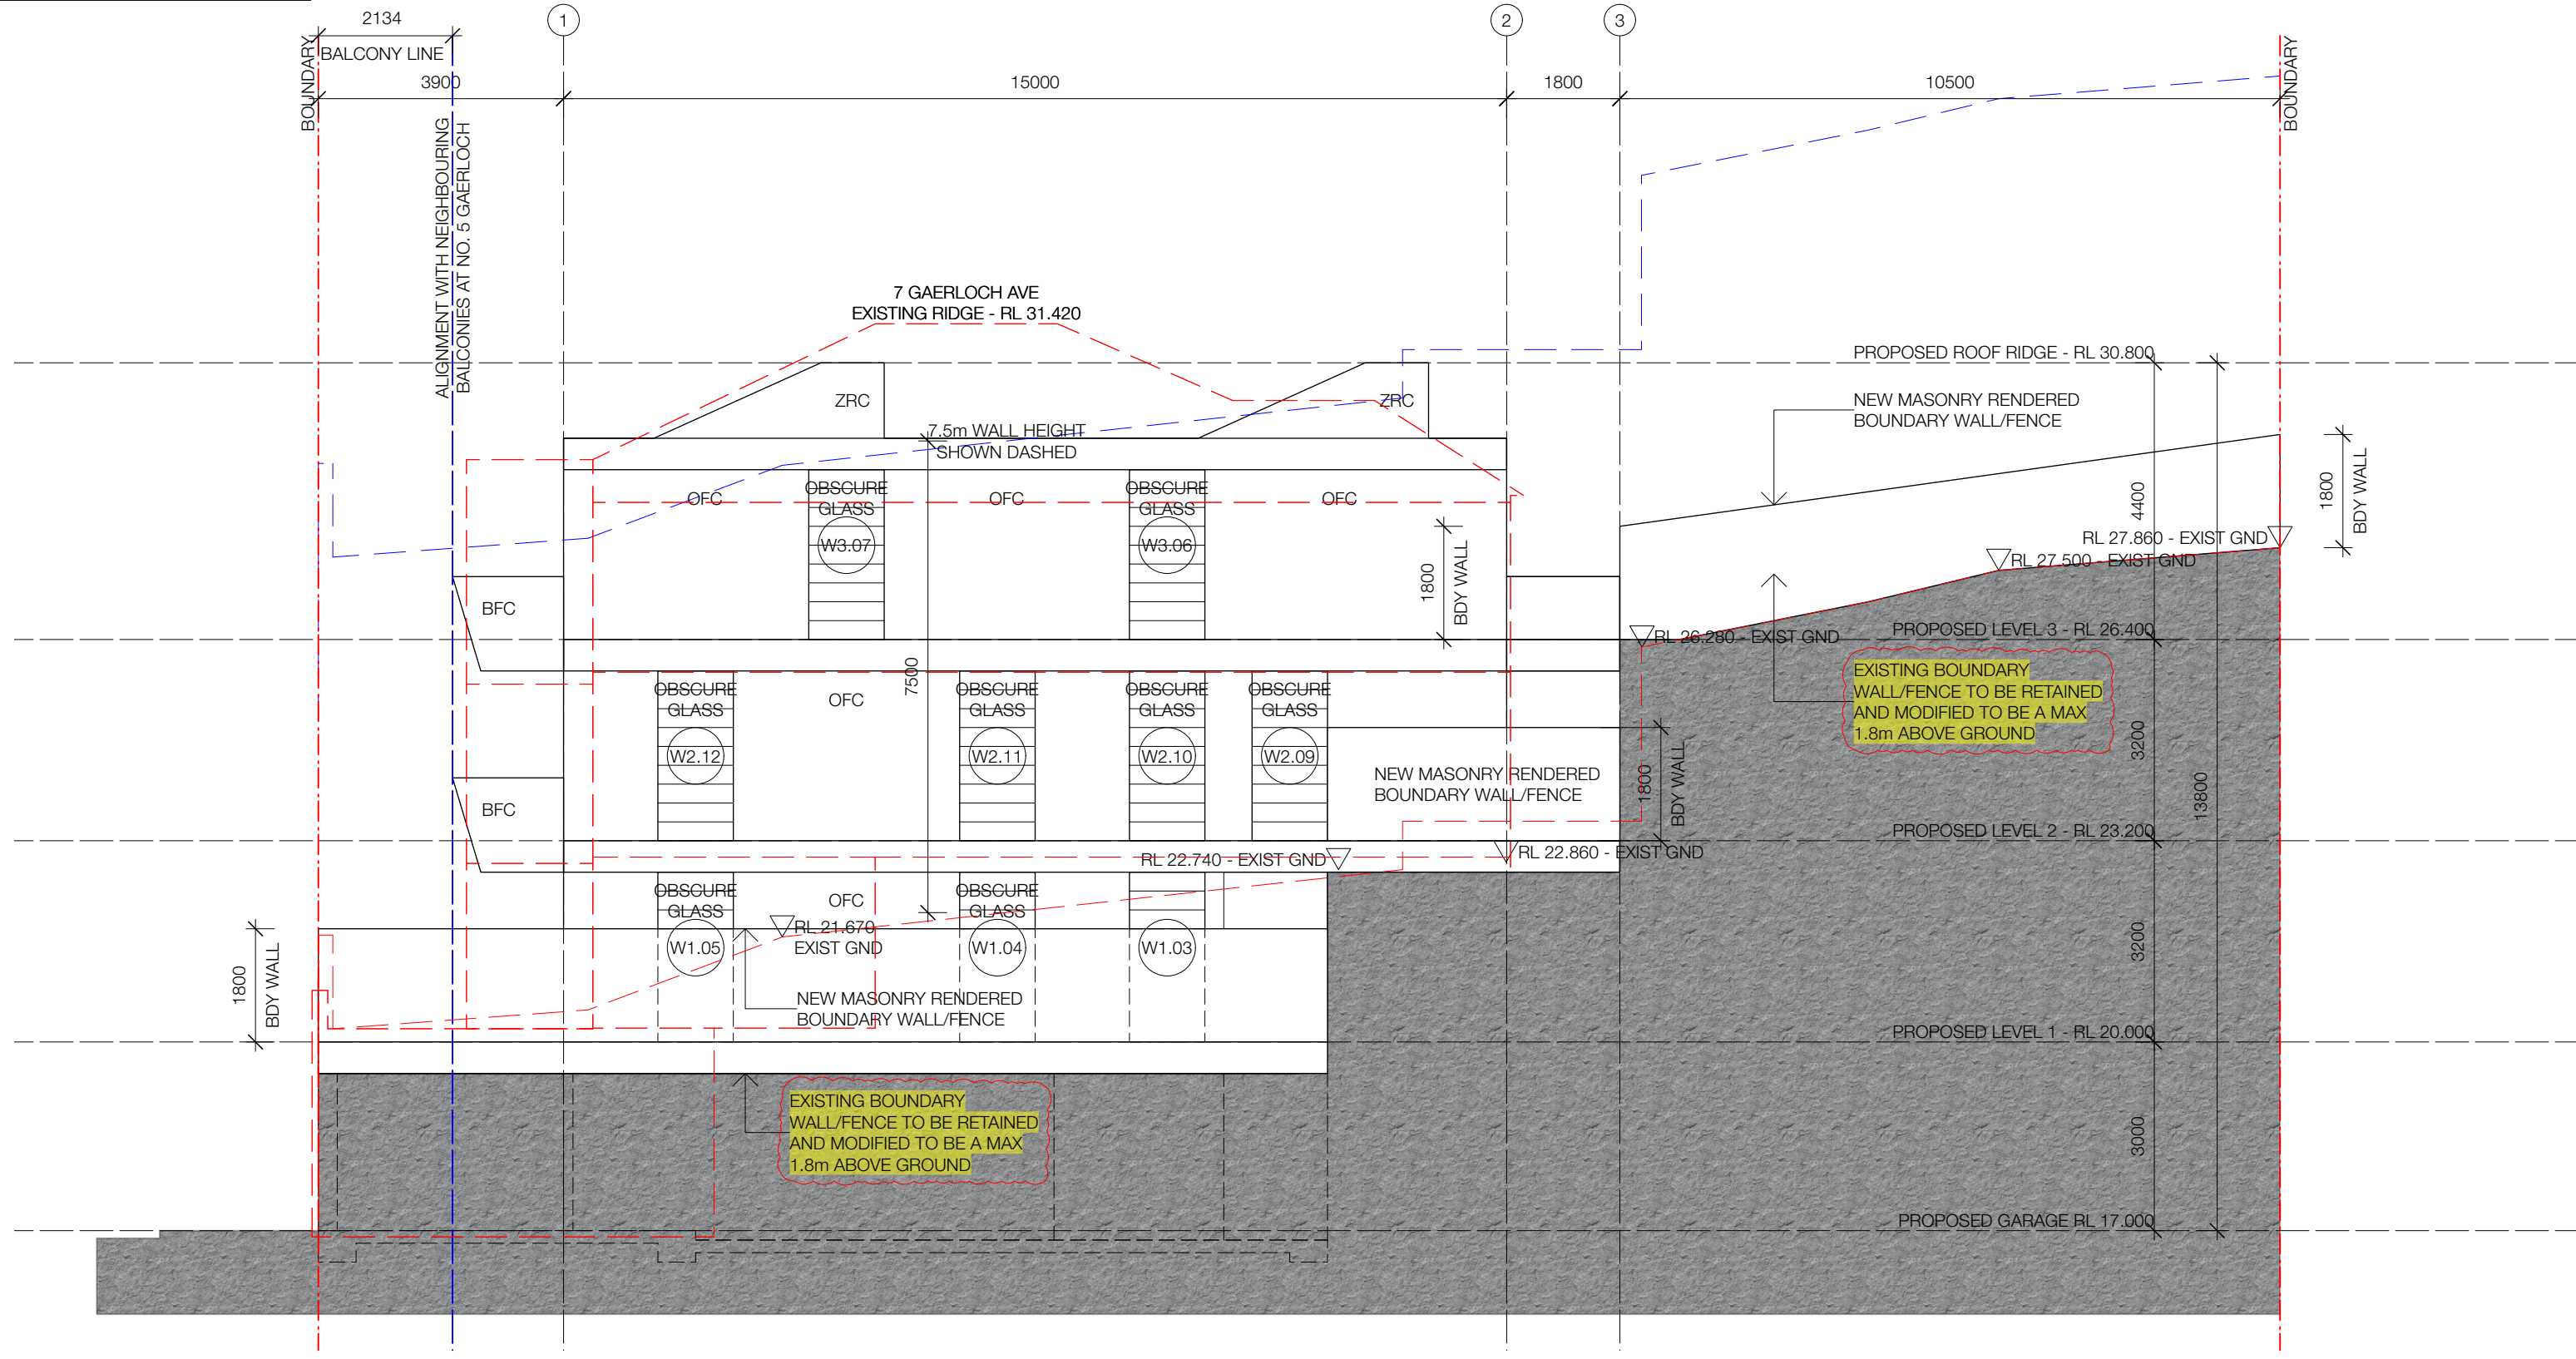 2134
1
2
3
BOUNDARY
BALCONY LINE
3900
15000
1800
10500
BOUNDARY
ALIGNMENT WITH NEIGHBOURING
BALCONIES AT NO. 5 GAERLOCH
7 GAERLOCH AVE
EXISTING RIDGE - RL 31.420
PROPOSED ROOF RIDGE - RL 30.800
ZRC
ZRC
NEW MASONRY RENDERED
BOUNDARY WALL/FENCE
7.5m WALL HEIGHT
SHOWN DASHED
OFC
OBSCURE
GLASS
W3.07
OFC
OBSCURE
GLASS
W3.06
OFC
4400
1800
BDY WALL
RL 27.860 - EXIST GND
RL 27.500 - EXIST GND
1800
BDY WALL
BFC
RL 26.280 - EXIST GND
PROPOSED LEVEL 3 - RL 26.400
7500
OBSCURE
GLASS
W2.12
OFC
OBSCURE
GLASS
W2.11
OBSCURE
GLASS
W2.10
OBSCURE
GLASS
W2.09
EXISTING BOUNDARY
WALL/FENCE TO BE RETAINED
AND MODIFIED TO BE A MAX
1.8m ABOVE GROUND
3200
13800
NEW MASONRY RENDERED
BOUNDARY WALL/FENCE
1800
BDY WALL
BFC
PROPOSED LEVEL 2 - RL 23.200
RL 22.740 - EXIST GND
RL 22.860 - EXIST GND
OBSCURE
GLASS
W1.05
OFC
OBSCURE
GLASS
W1.04
W1.03
RL 21.670
EXIST GND
3200
1800
BDY WALL
NEW MASONRY RENDERED
BOUNDARY WALL/FENCE
PROPOSED LEVEL 1 - RL 20.000
EXISTING BOUNDARY
WALL/FENCE TO BE RETAINED
AND MODIFIED TO BE A MAX
1.8m ABOVE GROUND
3000
PROPOSED GARAGE RL 17.000